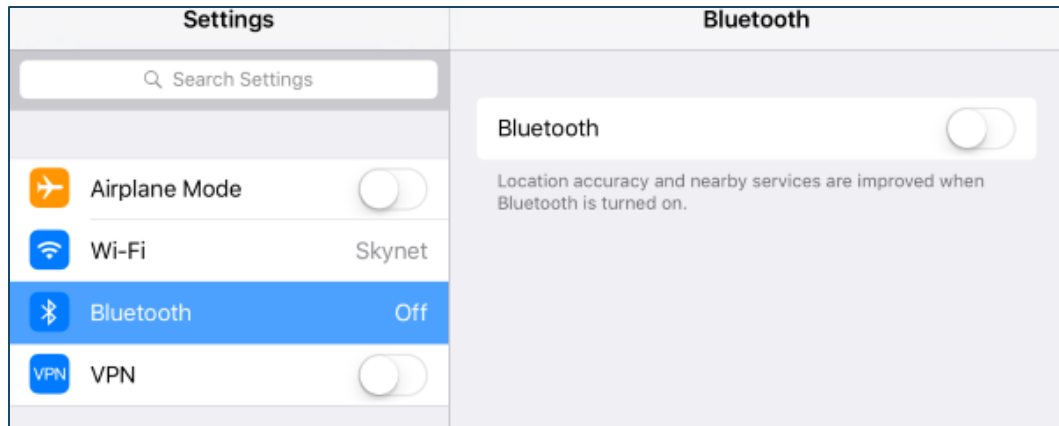 Settings
Search Settings
Airplane Mode
Wi-Fi Skynet
Bluetooth Off
VPN VPN
Bluetooth
Bluetooth
Location accuracy and nearby services are improved when
Bluetooth is turned on.